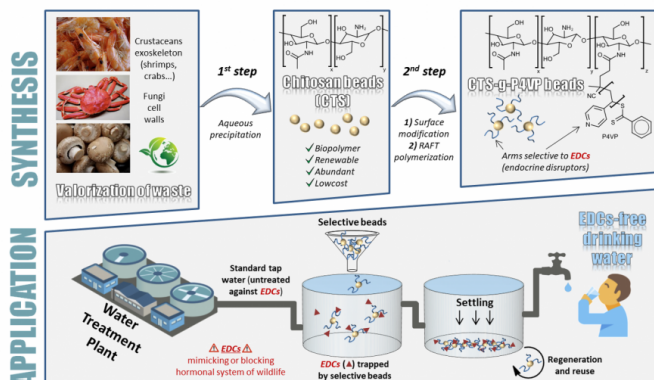 SYNTHESIS
Crustaceans
exoskeleton
(shrimps,
crabs...)
Fungi
cell
walls
Valorization of waste
1st step
Aqueous
precipitation
HO
NH2
OH
Chitosan beads
(CTS)
✓ Biopolymer
✓ Renewable
✓ Abundant
✓ Lowcost
2nd step
1) Surface
modification
2) RAFT
polymerization
CTS-g-P4VP beads
P4VP
Arms selective to EDCs
(endocrine disruptors)
APPLICATION
Water
Treatment
Plant
Standard tap
water (untreated
against EDCs)
⚠ EDCs ⚠
mimicking or blocking
hormonal system of wildlife
Selective beads
EDCs (▲) trapped
by selective beads
Settling
Regeneration
and reuse
EDCs-free
drinking
water